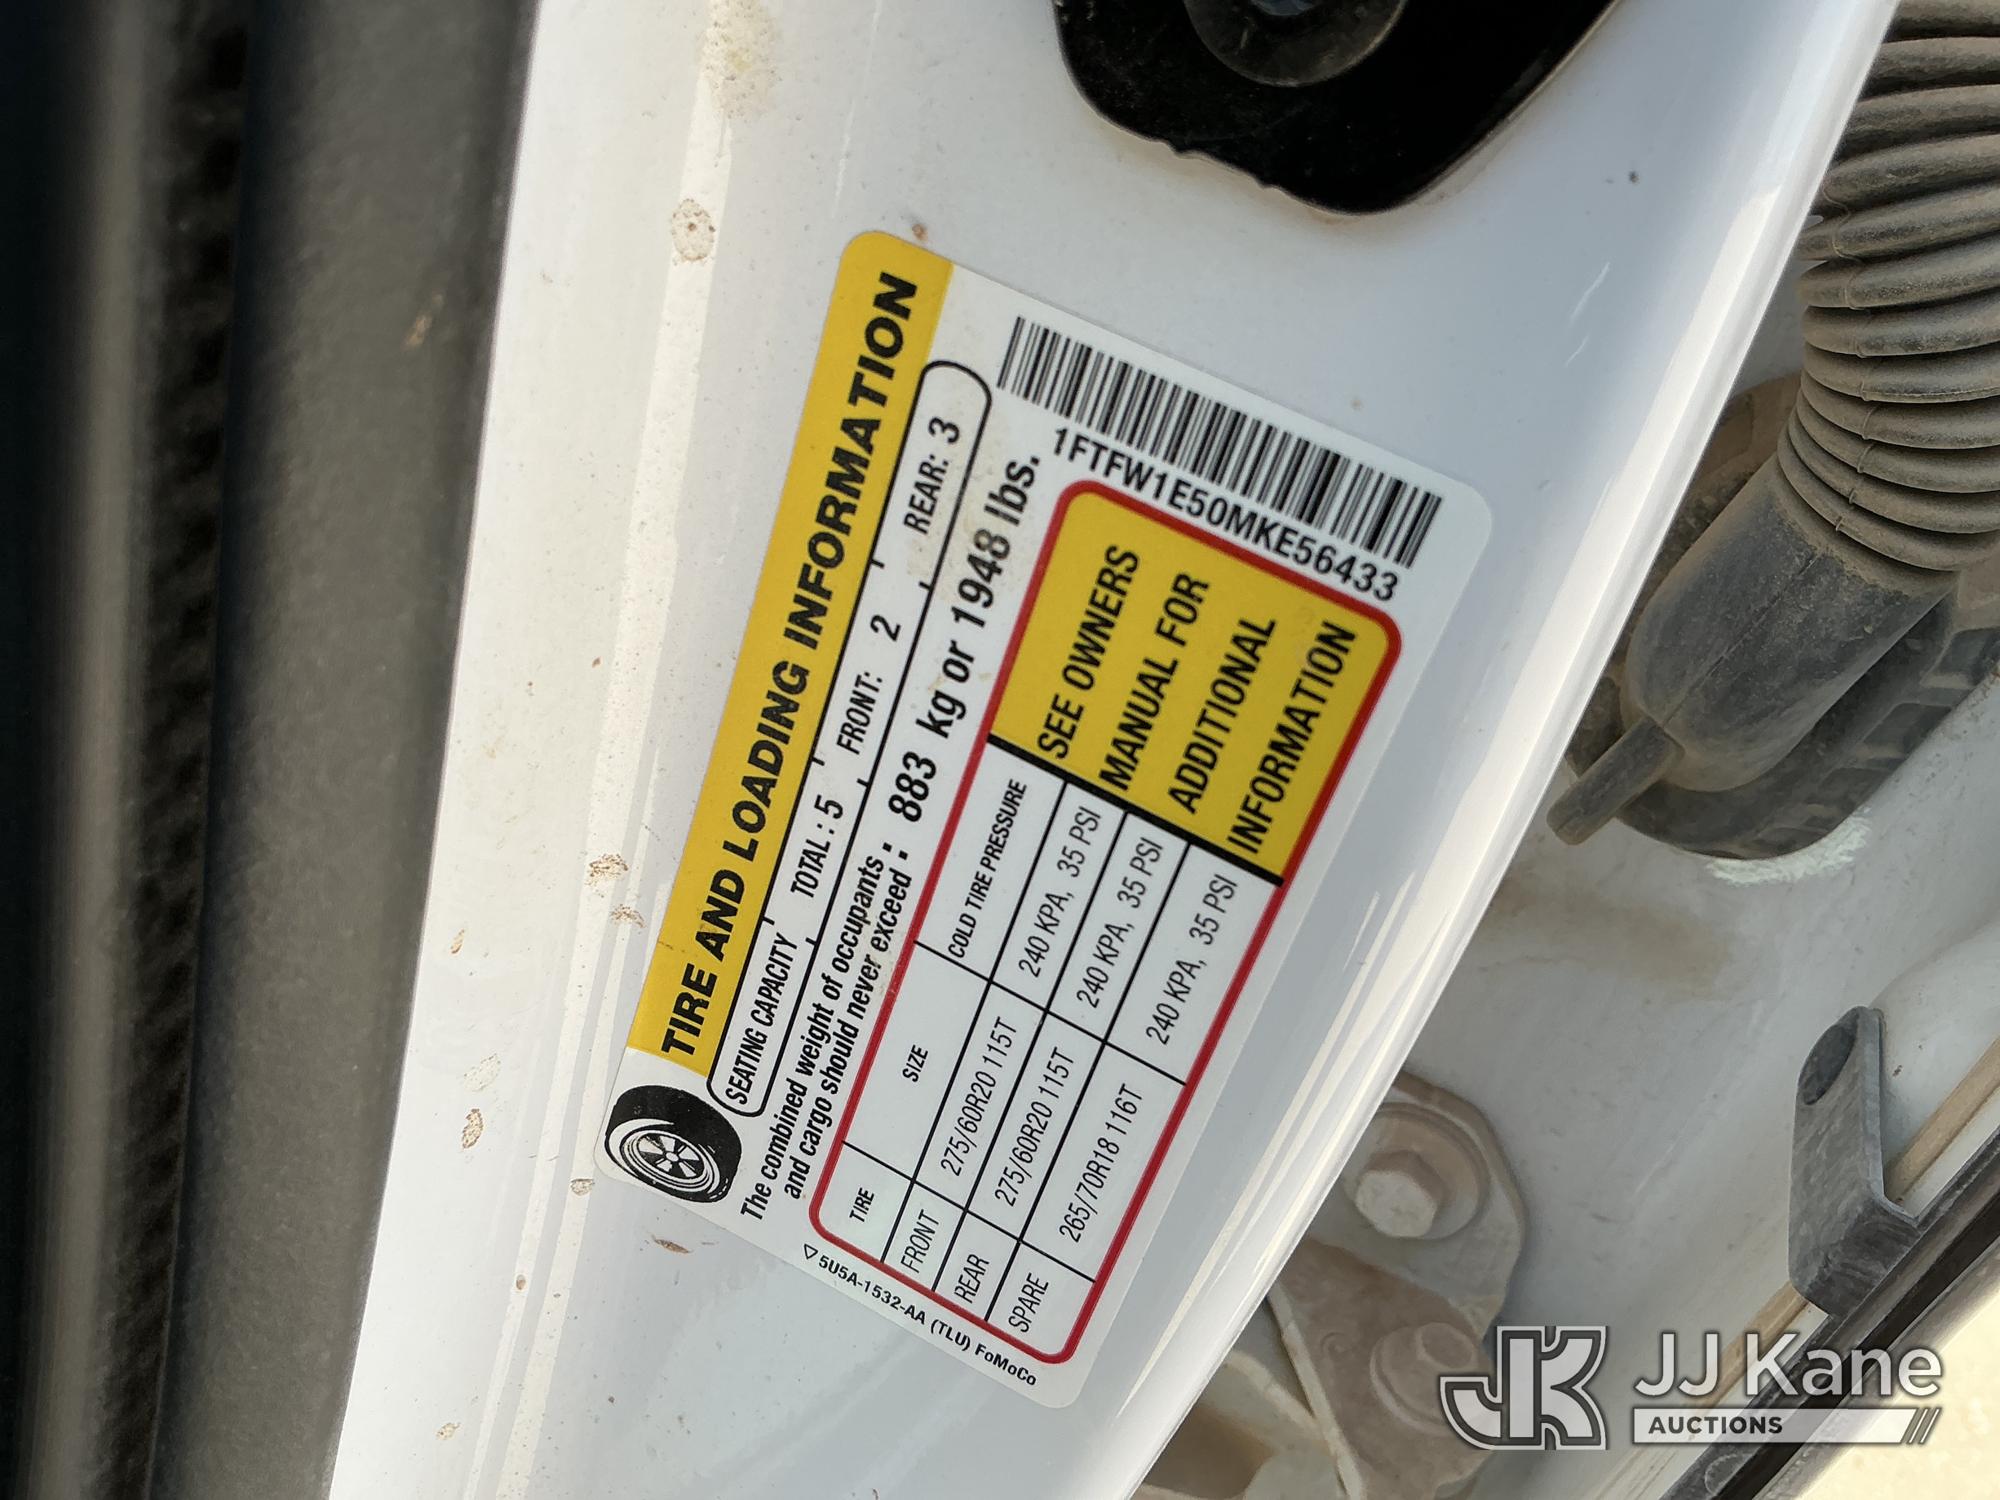 TIRE AND LOADING INFORMATION
SEATING CAPACITY TOTAL: 5 FRONT: 2 REAR: 3
The combined weight of occupants
and cargo should never exceed : 883 kg or 1948 lbs.
TIRE SIZE COLD TIRE PRESSURE
FRONT 275/60R20 115T 240 KPA, 35 PSI
REAR 275/60R20 115T 240 KPA, 35 PSI
SPARE 265/70R18 116T 240 KPA, 35 PSI
SEE OWNERS
MANUAL FOR
ADDITIONAL
INFORMATION
1FTFW1E50MKE56433
5U5A-1532-AA (TLU) FoMoCo
JK JJ Kane
AUCTIONS